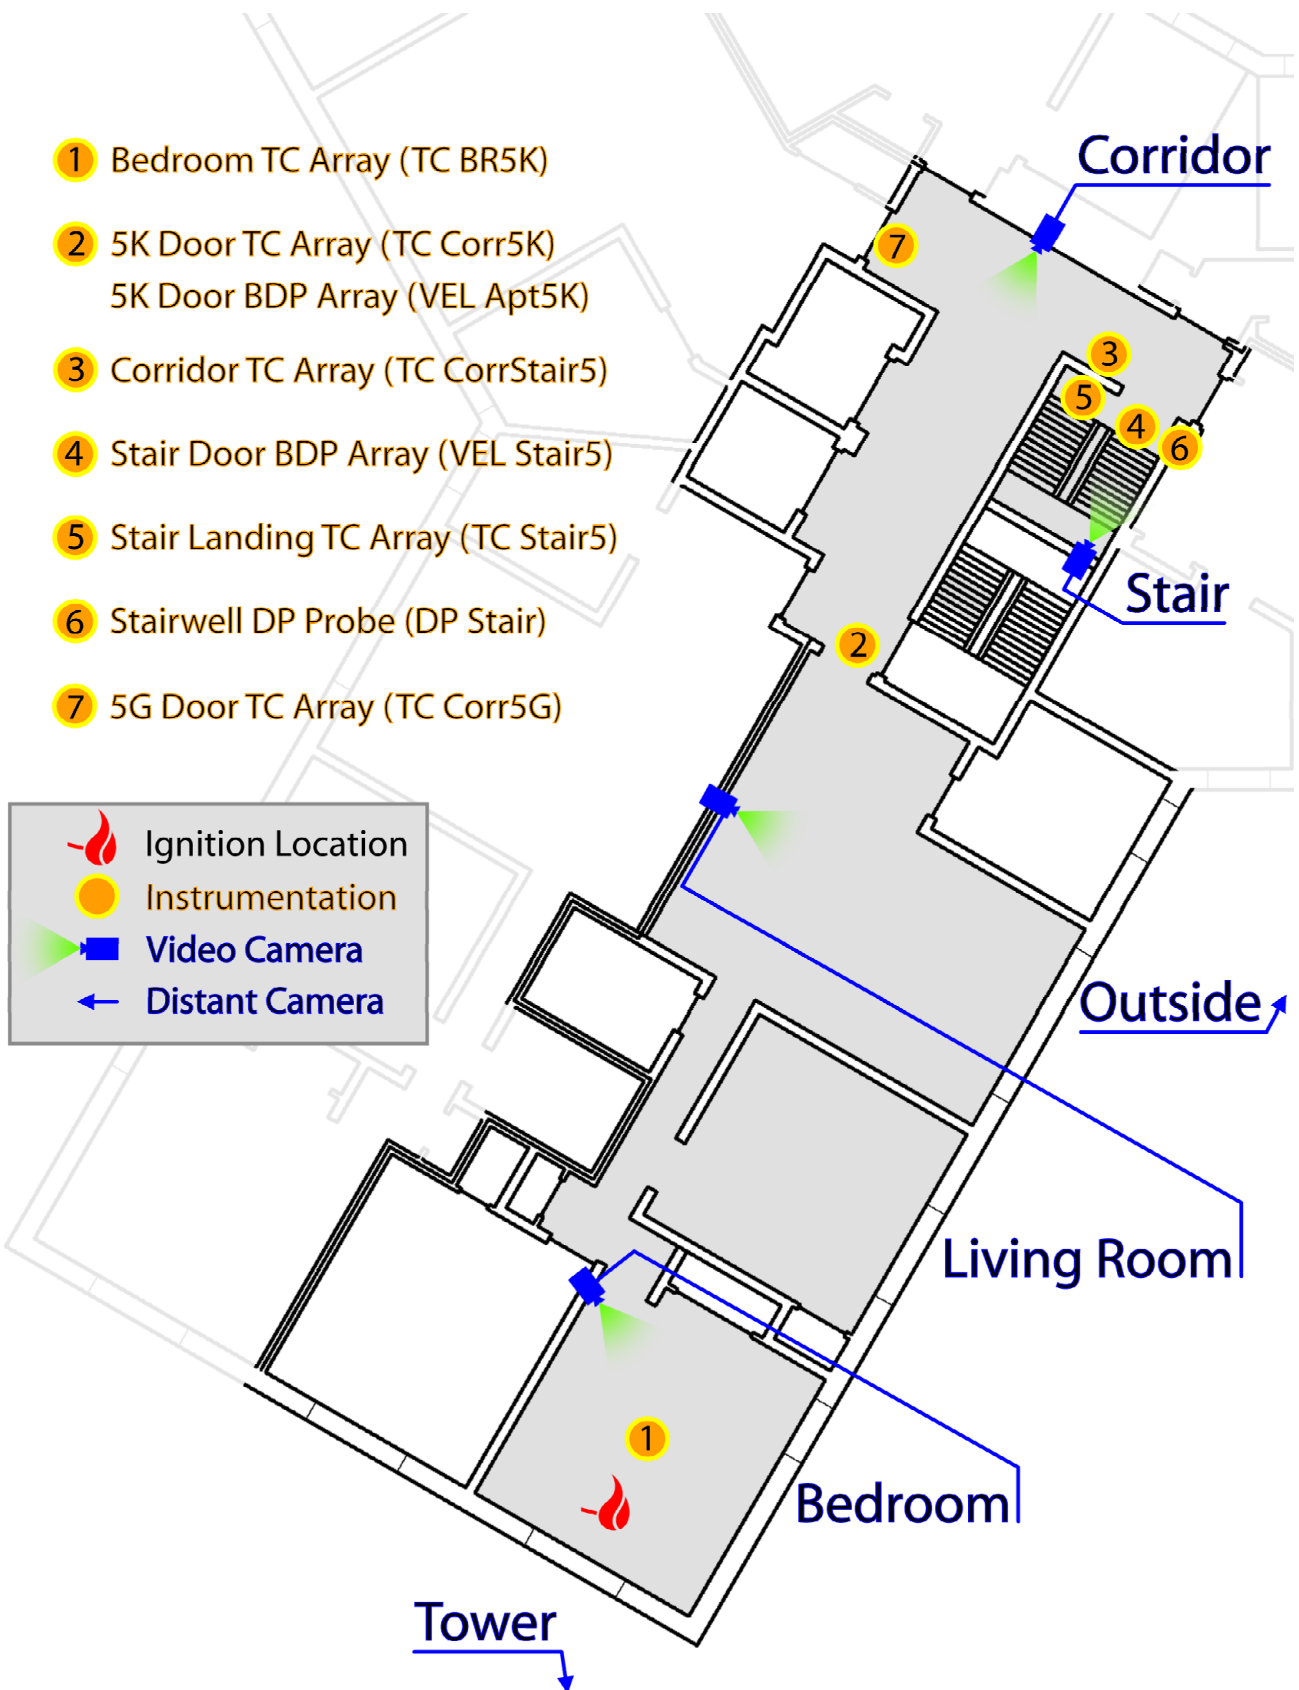 Corridor
1 Bedroom TC Array (TC BR5K)
2 5K Door TC Array (TC Corr5K)
5K Door BDP Array (VEL Apt5K)
3 Corridor TC Array (TC CorrStair5)
4 Stair Door BDP Array (VEL Stair5)
5 Stair Landing TC Array (TC Stair5)
6 Stairwell DP Probe (DP Stair)
7 5G Door TC Array (TC Corr5G)
7
3
5
4
6
Stair
2
Ignition Location
Instrumentation
Video Camera
Distant Camera
Outside
Living Room
1
Bedroom
Tower